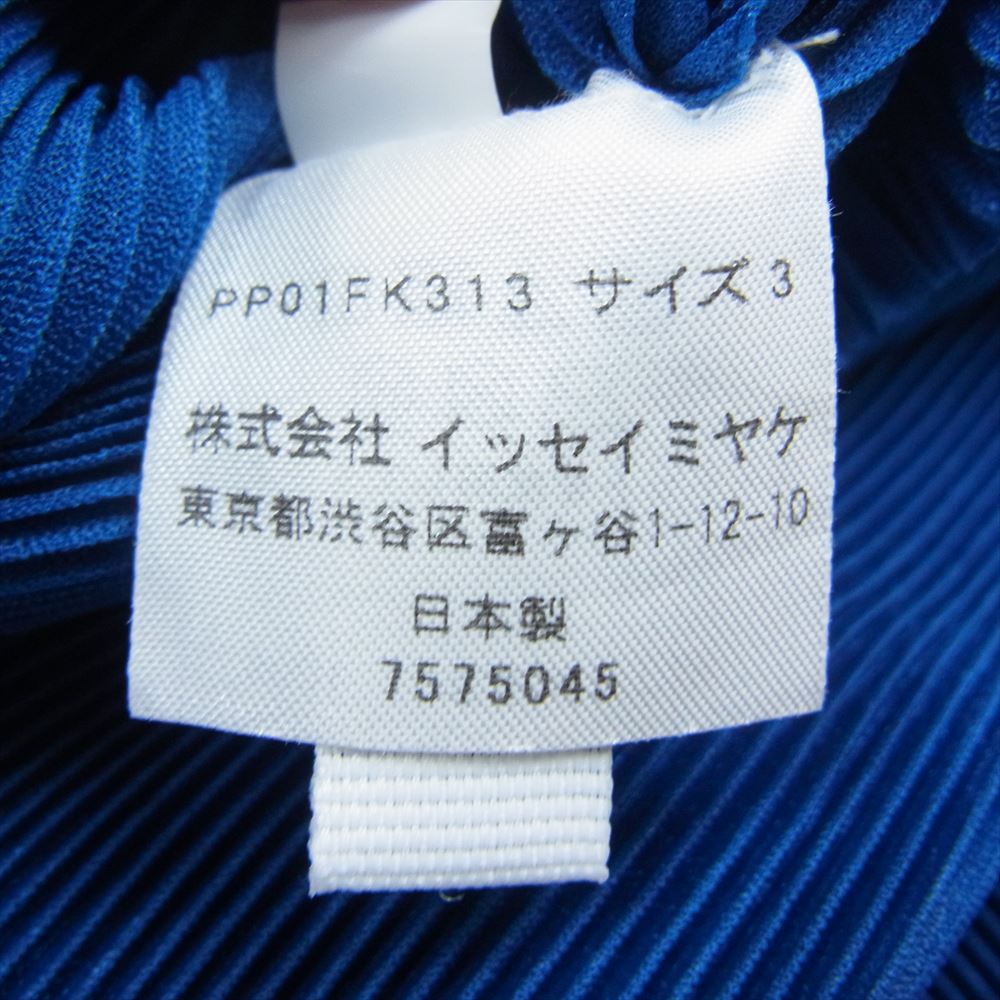 PP01FK313 サイズ3
株式会社 イッセイミヤケ
東京都渋谷区富ヶ谷1-12-10
日本製
7575045